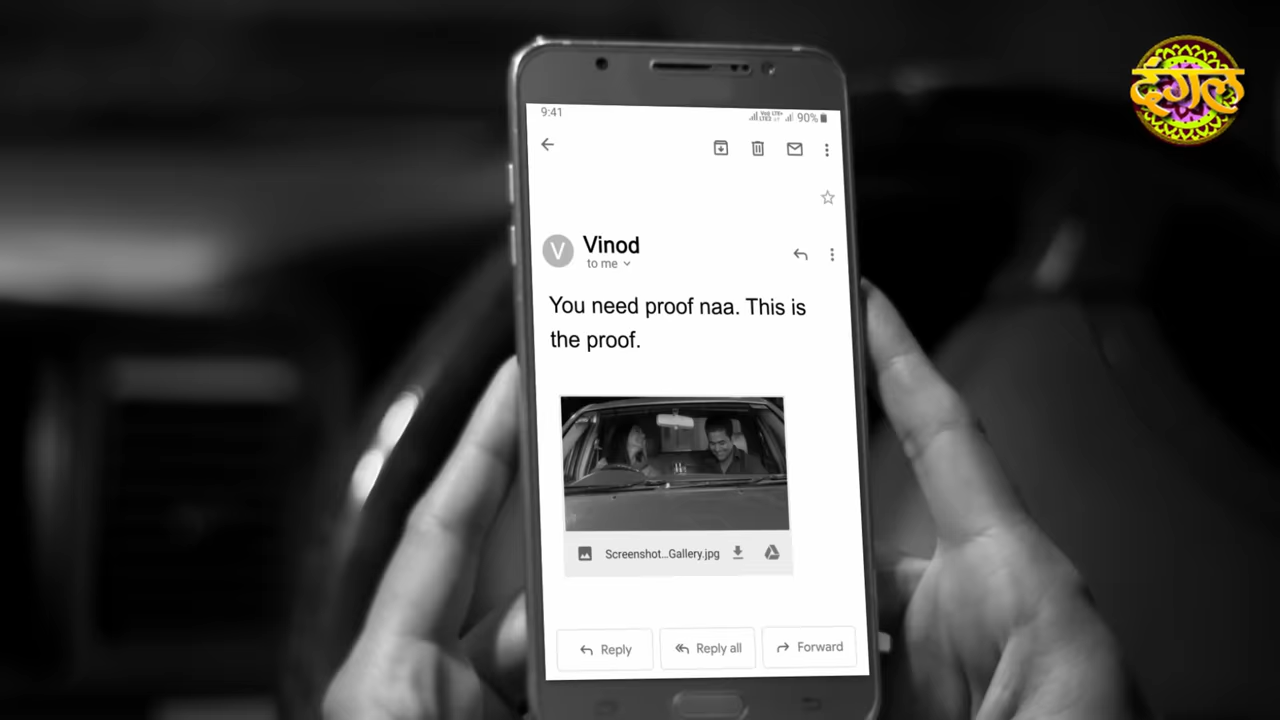 दंगल
9:41
90%
V
Vinod
to me
You need proof naa. This is
the proof.
Screenshot...Gallery.jpg
Reply
Reply all
Forward